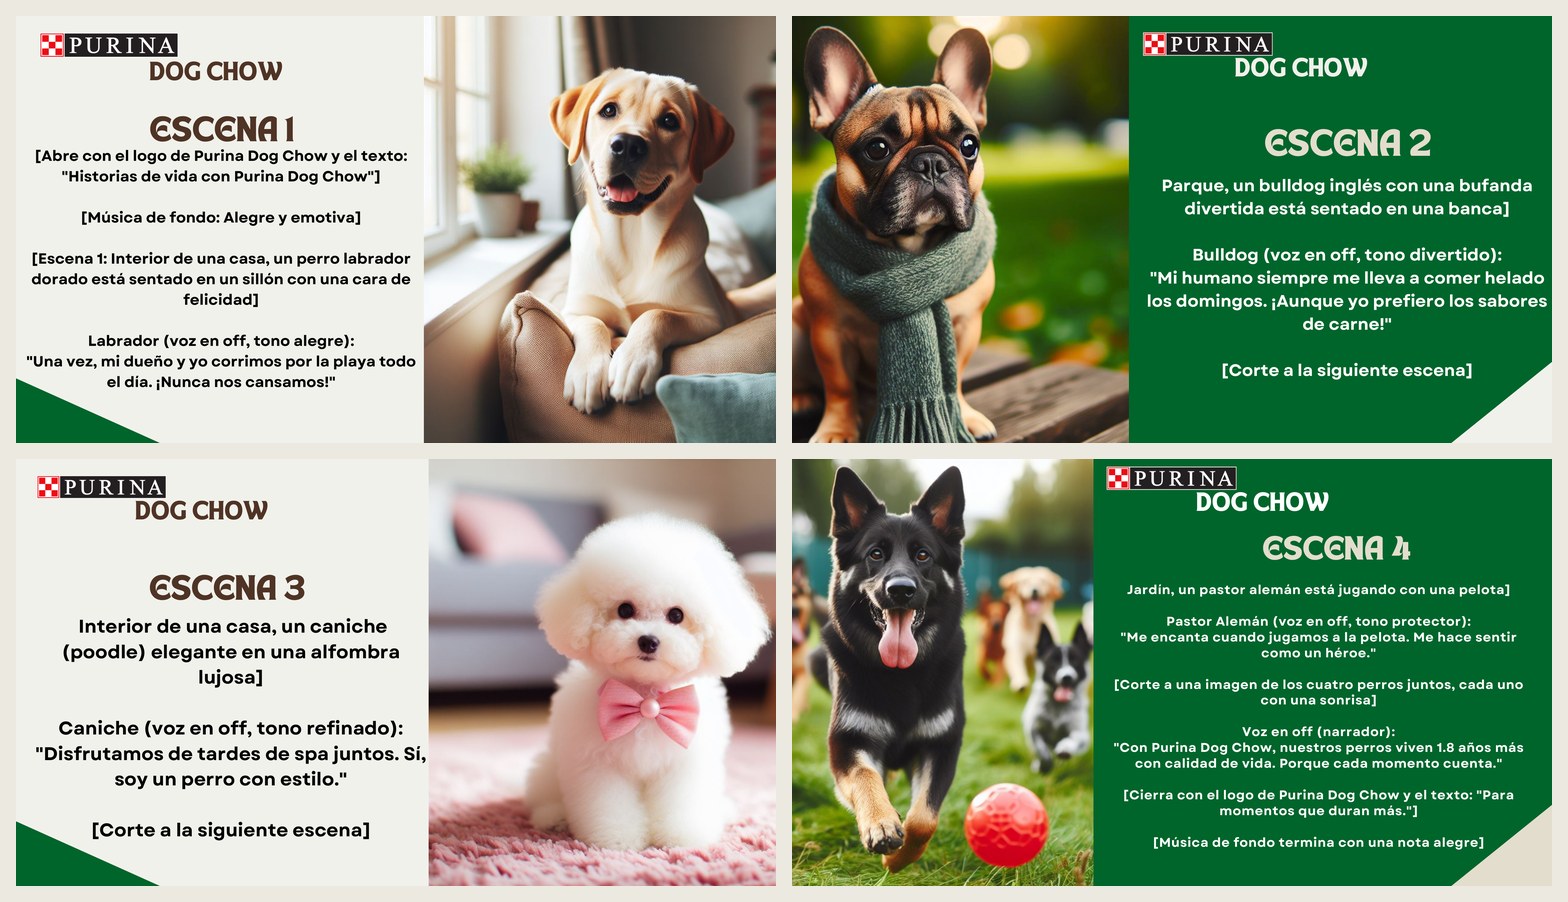 PURINA
DOG CHOW
ESCENA 1
[Abre con el logo de Purina Dog Chow y el texto:
"Historias de vida con Purina Dog Chow"]
[Música de fondo: Alegre y emotiva]
[Escena 1: Interior de una casa, un perro labrador
dorado está sentado en un sillón con una cara de
felicidad]
Labrador (voz en off, tono alegre):
"Una vez, mi dueño y yo corrimos por la playa todo
el día. ¡Nunca nos cansamos!"
PURINA
DOG CHOW
ESCENA 2
Parque, un bulldog inglés con una bufanda
divertida está sentado en una banca]
Bulldog (voz en off, tono divertido):
"Mi humano siempre me lleva a comer helado
los domingos. ¡Aunque yo prefiero los sabores
de carne!"
[Corte a la siguiente escena]
PURINA
DOG CHOW
ESCENA 3
Interior de una casa, un caniche
(poodle) elegante en una alfombra
lujosa]
Caniche (voz en off, tono refinado):
"Disfrutamos de tardes de spa juntos. Sí,
soy un perro con estilo."
[Corte a la siguiente escena]
PURINA
DOG CHOW
ESCENA 4
Jardín, un pastor alemán está jugando con una pelota]
Pastor Alemán (voz en off, tono protector):
"Me encanta cuando jugamos a la pelota. Me hace sentir
como un héroe."
[Corte a una imagen de los cuatro perros juntos, cada uno
con una sonrisa]
Voz en off (narrador):
"Con Purina Dog Chow, nuestros perros viven 1.8 años más
con calidad de vida. Porque cada momento cuenta."
[Cierra con el logo de Purina Dog Chow y el texto: "Para
momentos que duran más."]
[Música de fondo termina con una nota alegre]